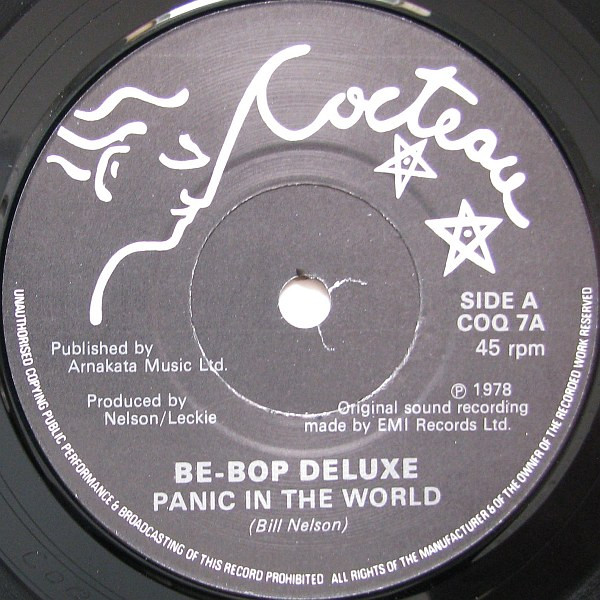 Cocteau
SIDE A
COQ 7A
45 rpm
Published by
Arnakata Music Ltd.
Produced by
Nelson/Leckie
Ⓟ 1978
Original sound recording
made by EMI Records Ltd.
BE-BOP DELUXE
PANIC IN THE WORLD
(Bill Nelson)
UNAUTHORISED COPYING PUBLIC PERFORMANCE & BROADCASTING OF THIS RECORD PROHIBITED ALL RIGHTS OF THE MANUFACTURER & OF THE OWNER OF THE RECORDED WORK RESERVED